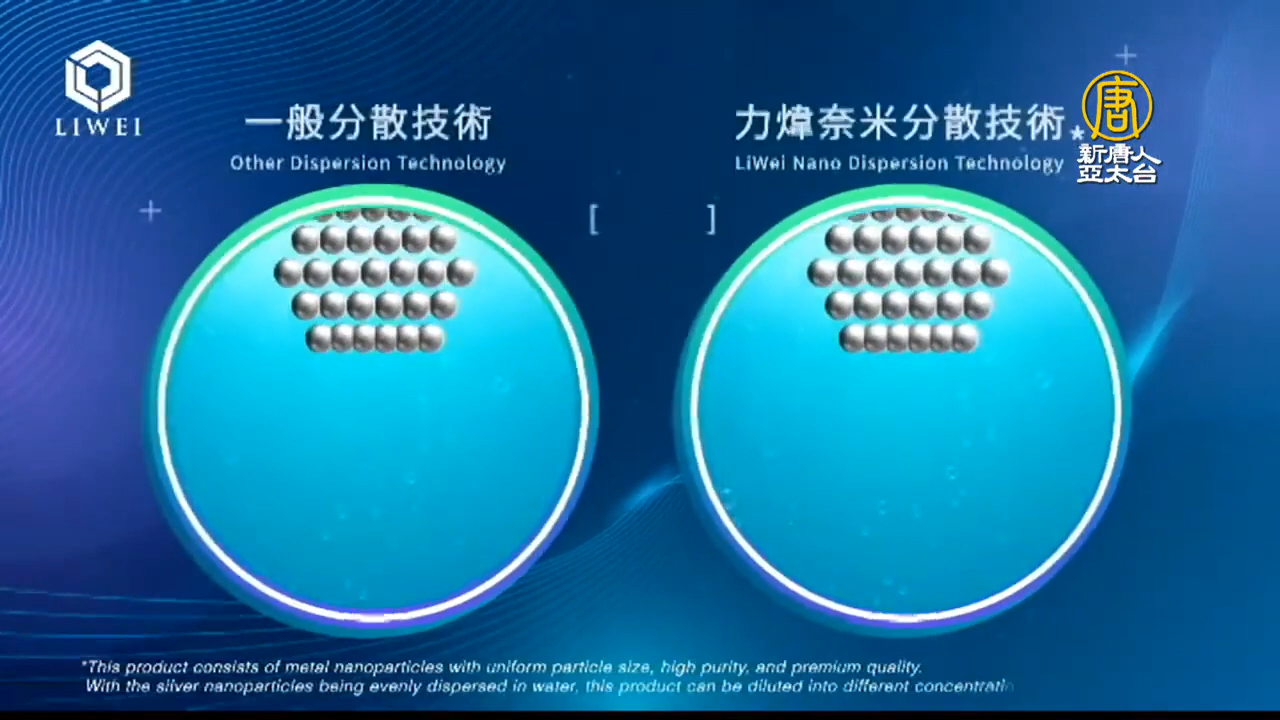 LIWEI
一般分散技術
Other Dispersion Technology
力煒奈米分散技術*
LiWei Nano Dispersion Technology
唐
新唐人
亞太台
[ ]
*This product consists of metal nanoparticles with uniform particle size, high purity, and premium quality.
With the silver nanoparticles being evenly dispersed in water, this product can be diluted into different concentratio